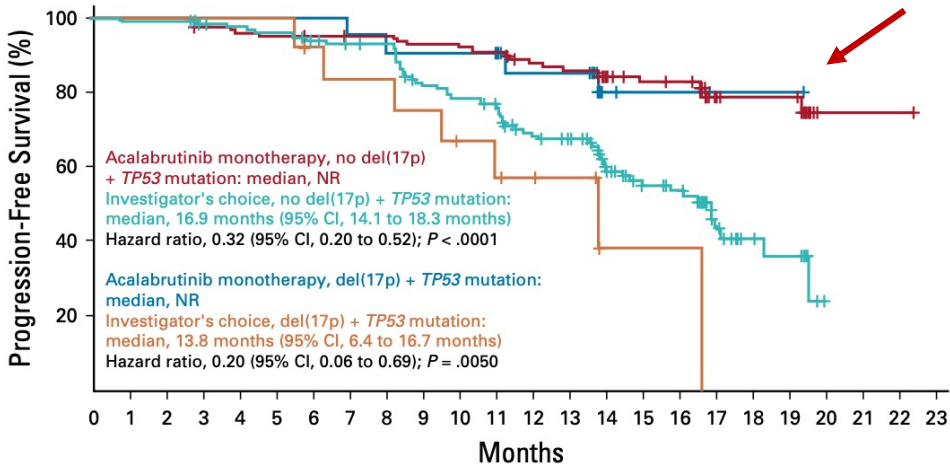 Progression-Free Survival (%)
100
80
60
40
20
Acalabrutinib monotherapy, no del(17p)
+ TP53 mutation: median, NR
Investigator's choice, no del(17p) + TP53 mutation:
median, 16.9 months (95% CI, 14.1 to 18.3 months)
Hazard ratio, 0.32 (95% CI, 0.20 to 0.52); P < .0001
Acalabrutinib monotherapy, del(17p) + TP53 mutation:
median, NR
Investigator's choice, del(17p) + TP53 mutation:
median, 13.8 months (95% CI, 6.4 to 16.7 months)
Hazard ratio, 0.20 (95% CI, 0.06 to 0.69); P = .0050
0 1 2 3 4 5 6 7 8 9 10 11 12 13 14 15 16 17 18 19 20 21 22 23
Months